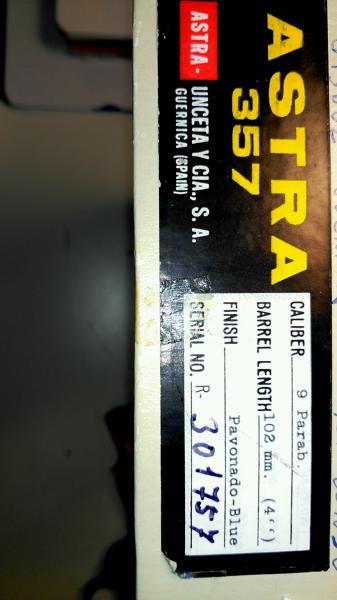 ASTRA
357
ASTRA-UNCETA Y CIA., S. A.
GUERNICA (SPAIN)
CALIBER 9 Parab.
BARREL LENGTH 102 mm. (4'')
FINISH Pavonado-Blue
SERIAL NO. R- 301757